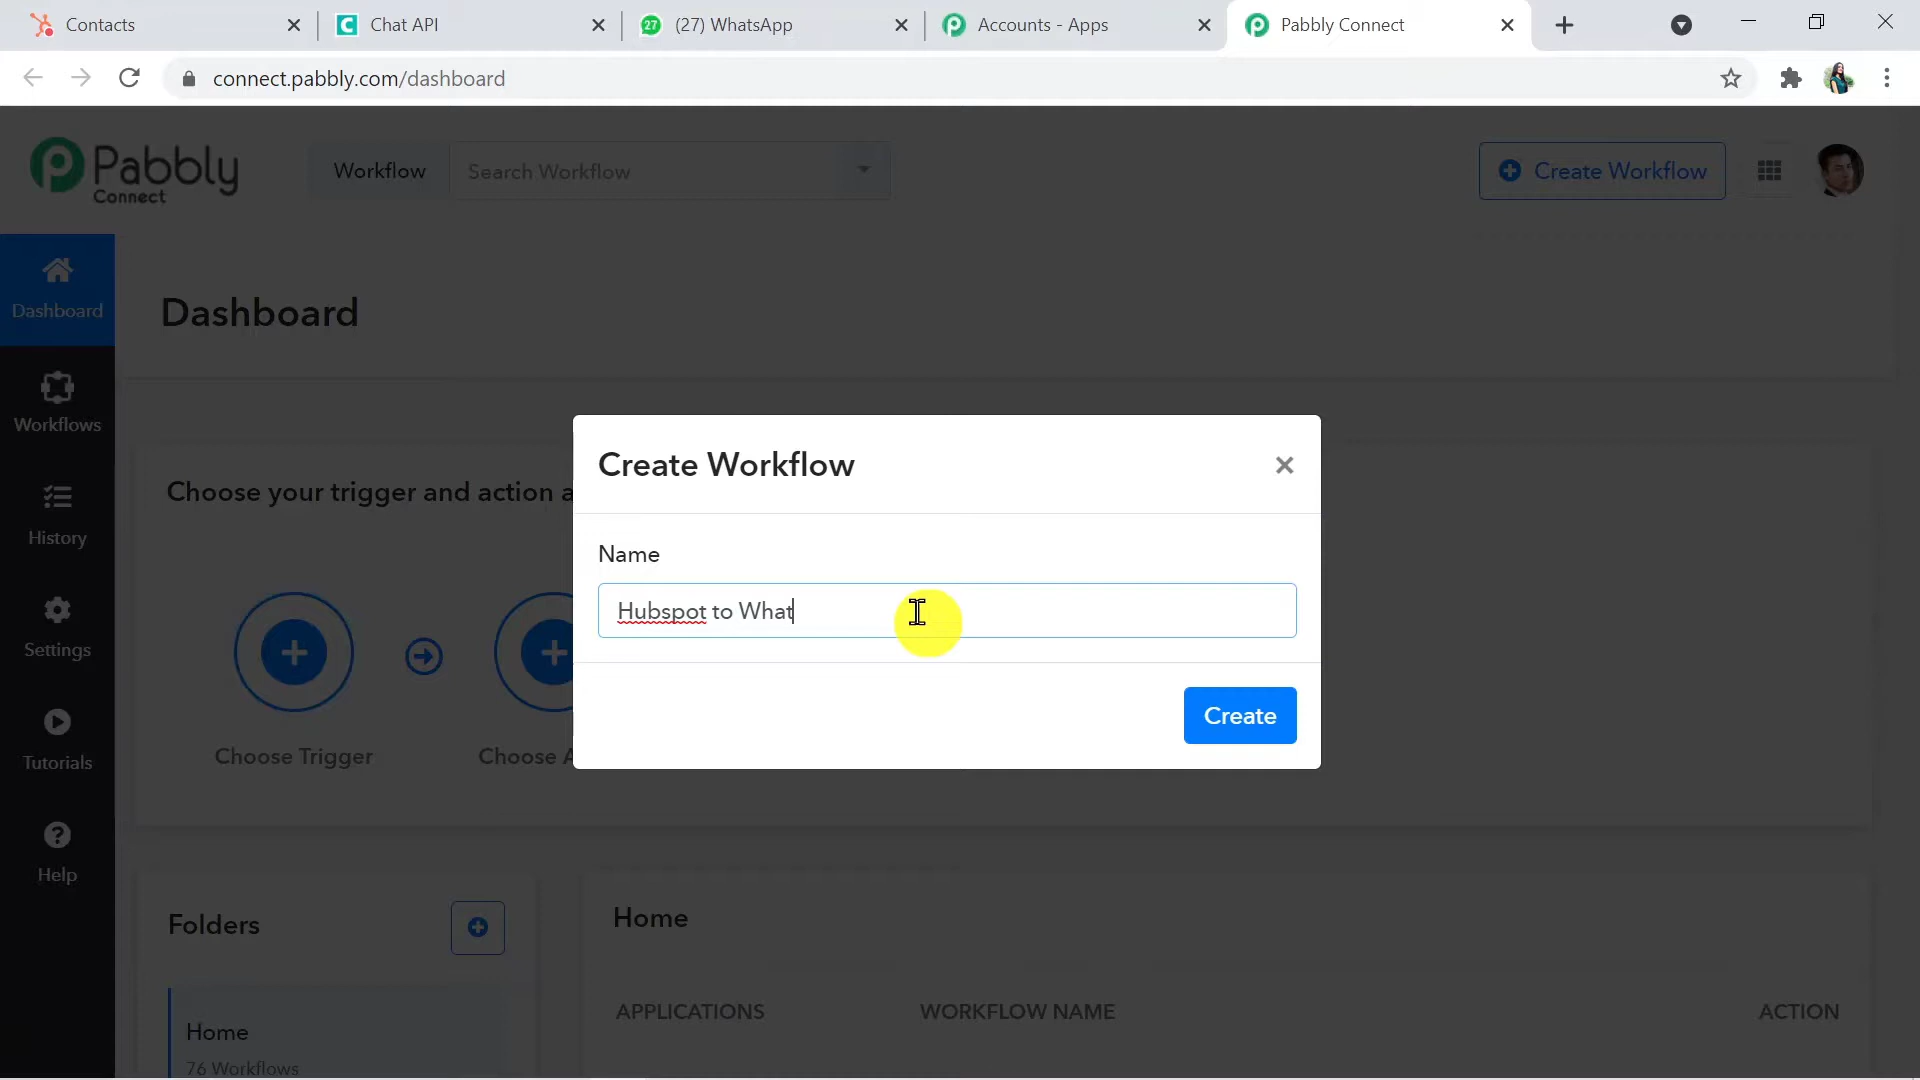 Contacts
Chat API
27
(27) WhatsApp
Accounts - Apps
Pabbly Connect
connect.pabbly.com/dashboard
Pabbly
Connect
Workflow
Search Workflow
Create Workflow
Dashboard
Dashboard
Workflows
History
Settings
Tutorials
Help
Choose your trigger and action a
Choose Trigger
Choose A
Create Workflow
Name
Hubspot to What
Create
Folders
Home
76 Workflows
Home
APPLICATIONS
WORKFLOW NAME
ACTION